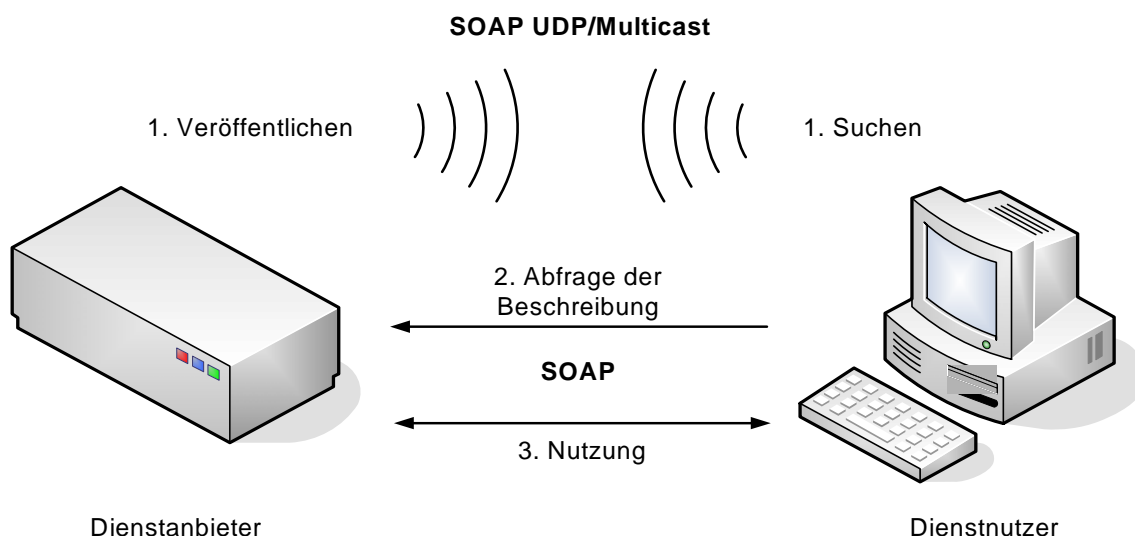 SOAP UDP/Multicast
1. Veröffentlichen
1. Suchen
2. Abfrage der
Beschreibung
SOAP
3. Nutzung
Dienstanbieter
Dienstnutzer